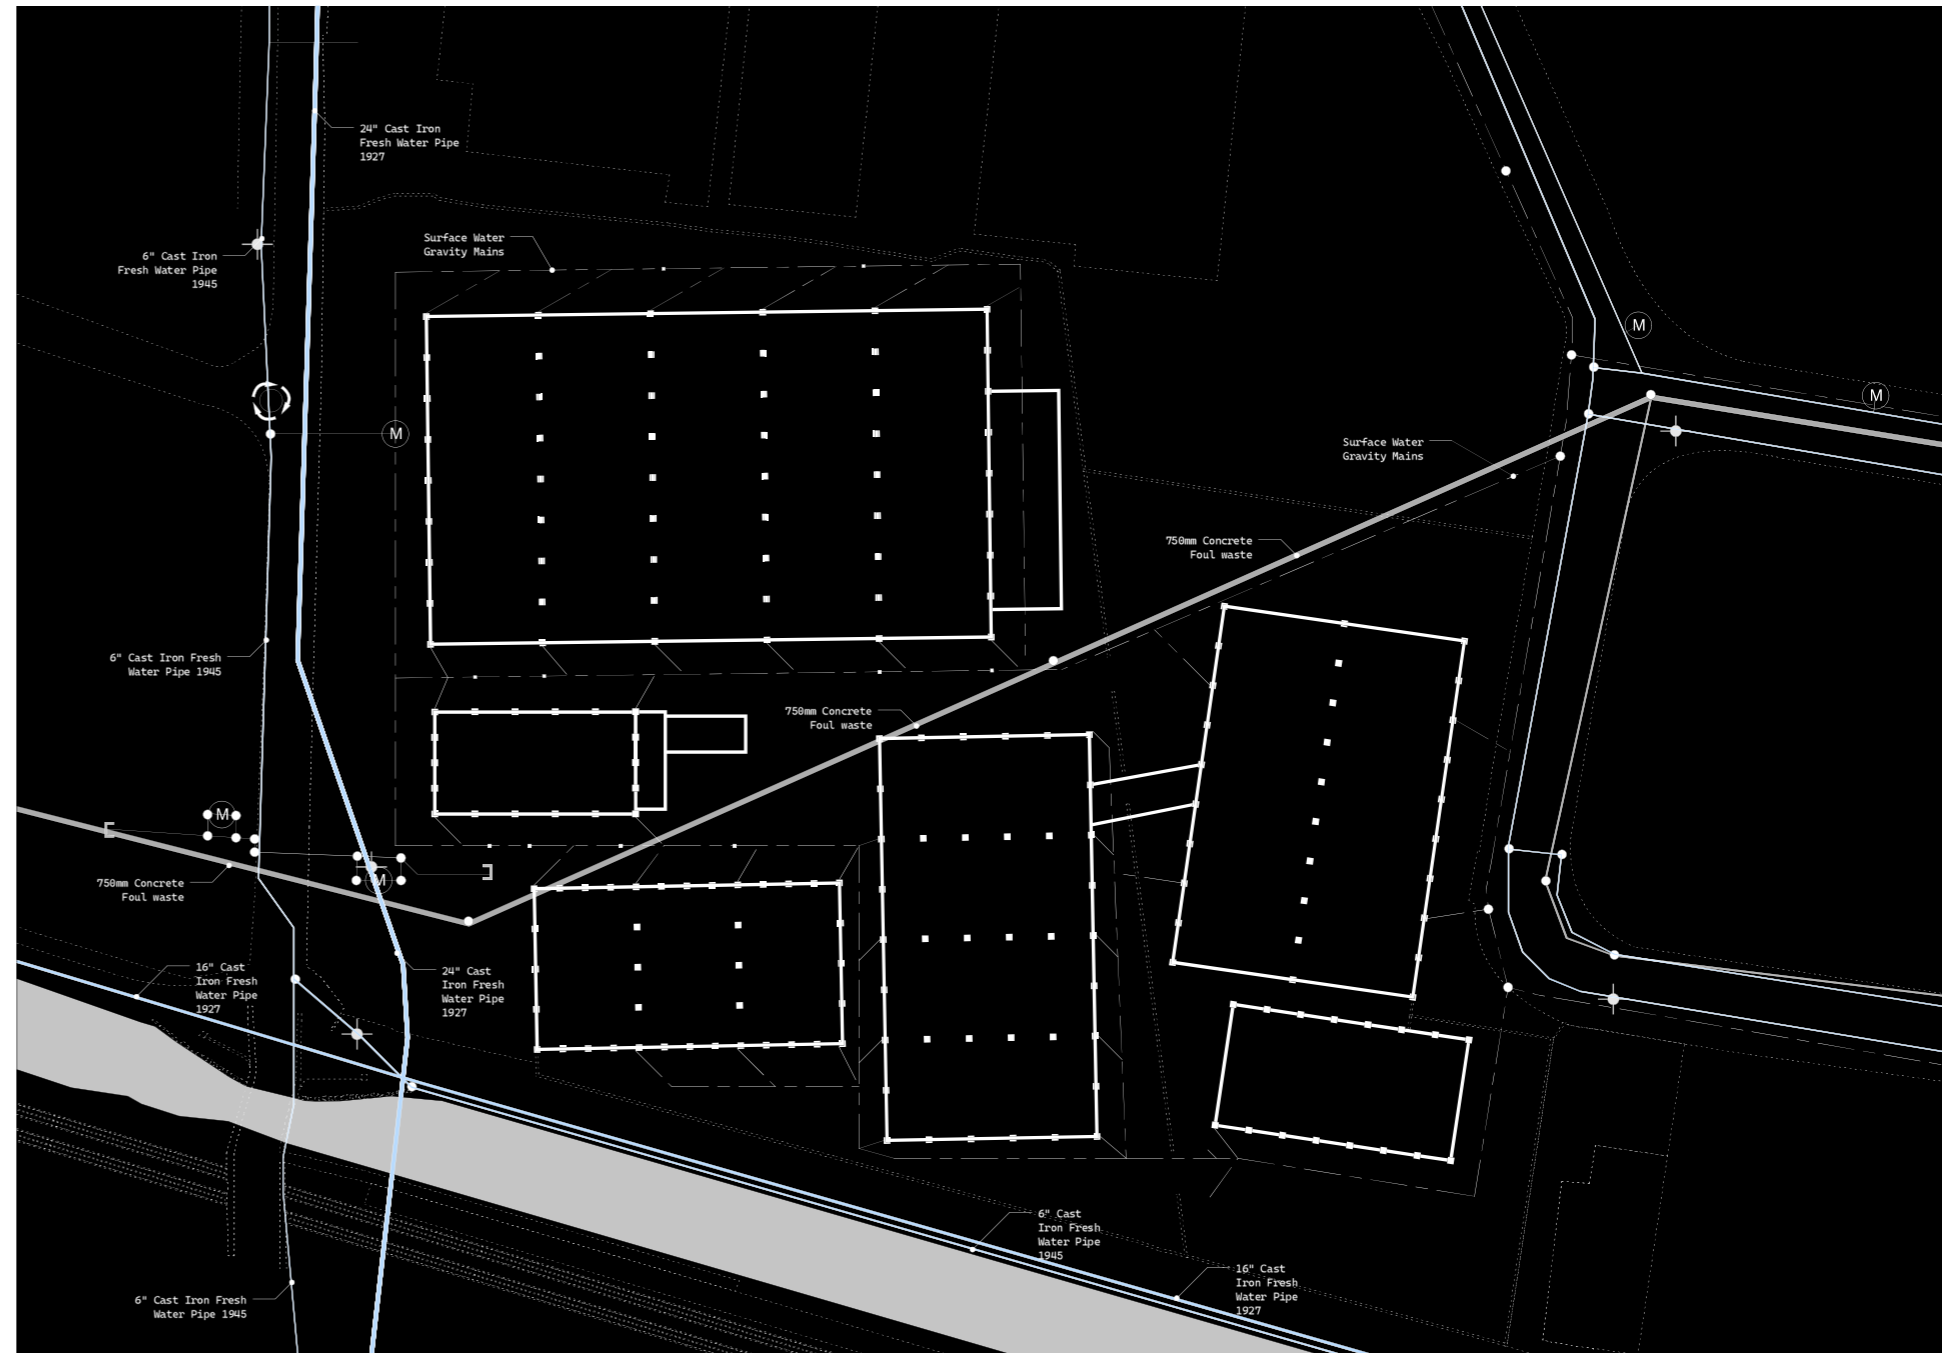 24" Cast Iron
Fresh Water Pipe
1927
Surface Water
Gravity Mains
6" Cast Iron
Fresh Water Pipe
1945
M
M
M
Surface Water
Gravity Mains
750mm Concrete
Foul waste
6" Cast Iron Fresh
Water Pipe 1945
750mm Concrete
Foul waste
M
M
750mm Concrete
Foul waste
16" Cast
Iron Fresh
Water Pipe
1927
24" Cast
Iron Fresh
Water Pipe
1927
6" Cast
Iron Fresh
Water Pipe
1945
16" Cast
Iron Fresh
Water Pipe
1927
6" Cast Iron Fresh
Water Pipe 1945